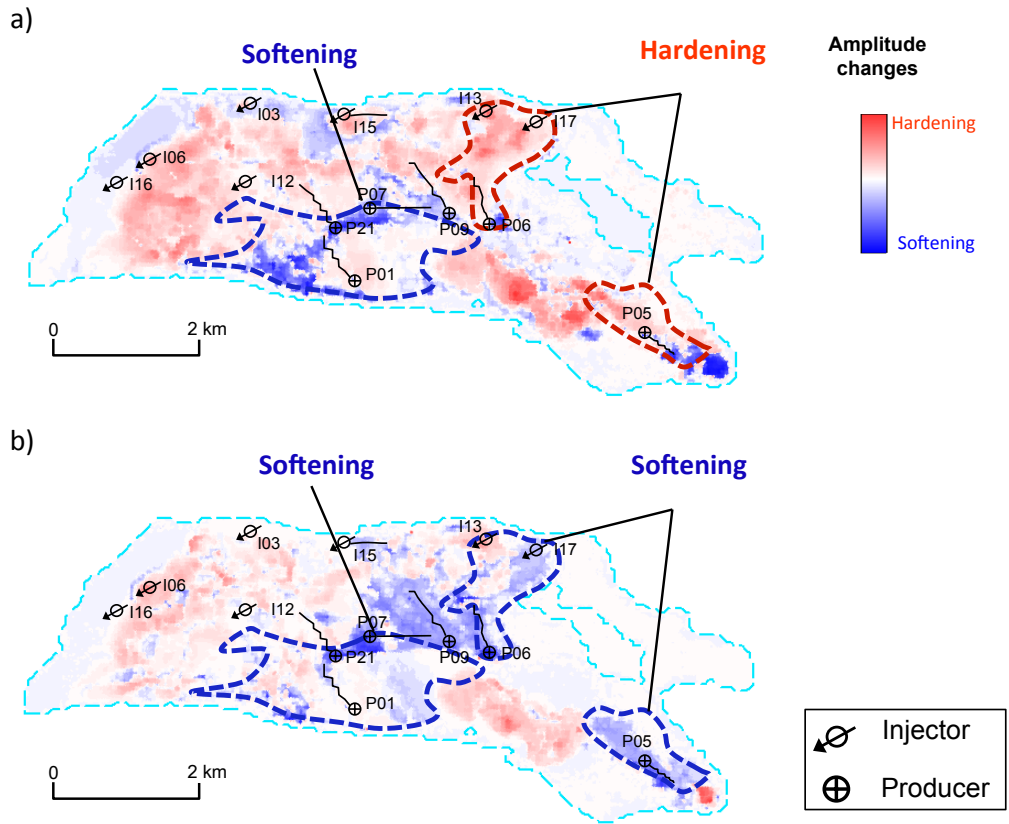 a)
Softening
Hardening
Amplitude
changes
Hardening
Softening
I03
I15
I13
I17
I06
I16
I12
P07
P21
P09
P06
P01
P05
0
2 km
b)
Softening
Softening
I03
I15
I13
I17
I06
I16
I12
P07
P21
P09
P06
P01
P05
0
2 km
Injector
Producer